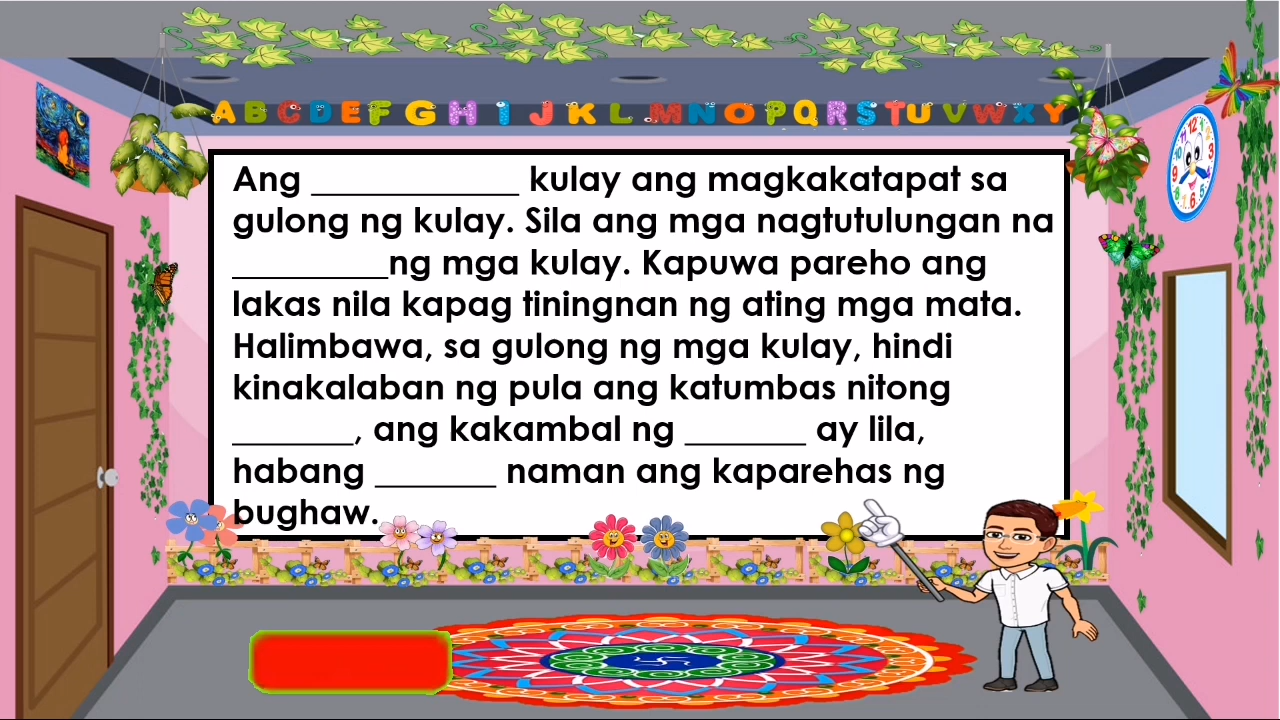 A B C D E F G H I J K L M N O P Q R S T U V W X Y
Ang ____________ kulay ang magkakatapat sa
gulong ng kulay. Sila ang mga nagtutulungan na
_________ng mga kulay. Kapuwa pareho ang
lakas nila kapag tiningnan ng ating mga mata.
Halimbawa, sa gulong ng mga kulay, hindi
kinakalaban ng pula ang katumbas nitong
_______, ang kakambal ng _______ ay lila,
habang _______ naman ang kaparehas ng
bughaw.